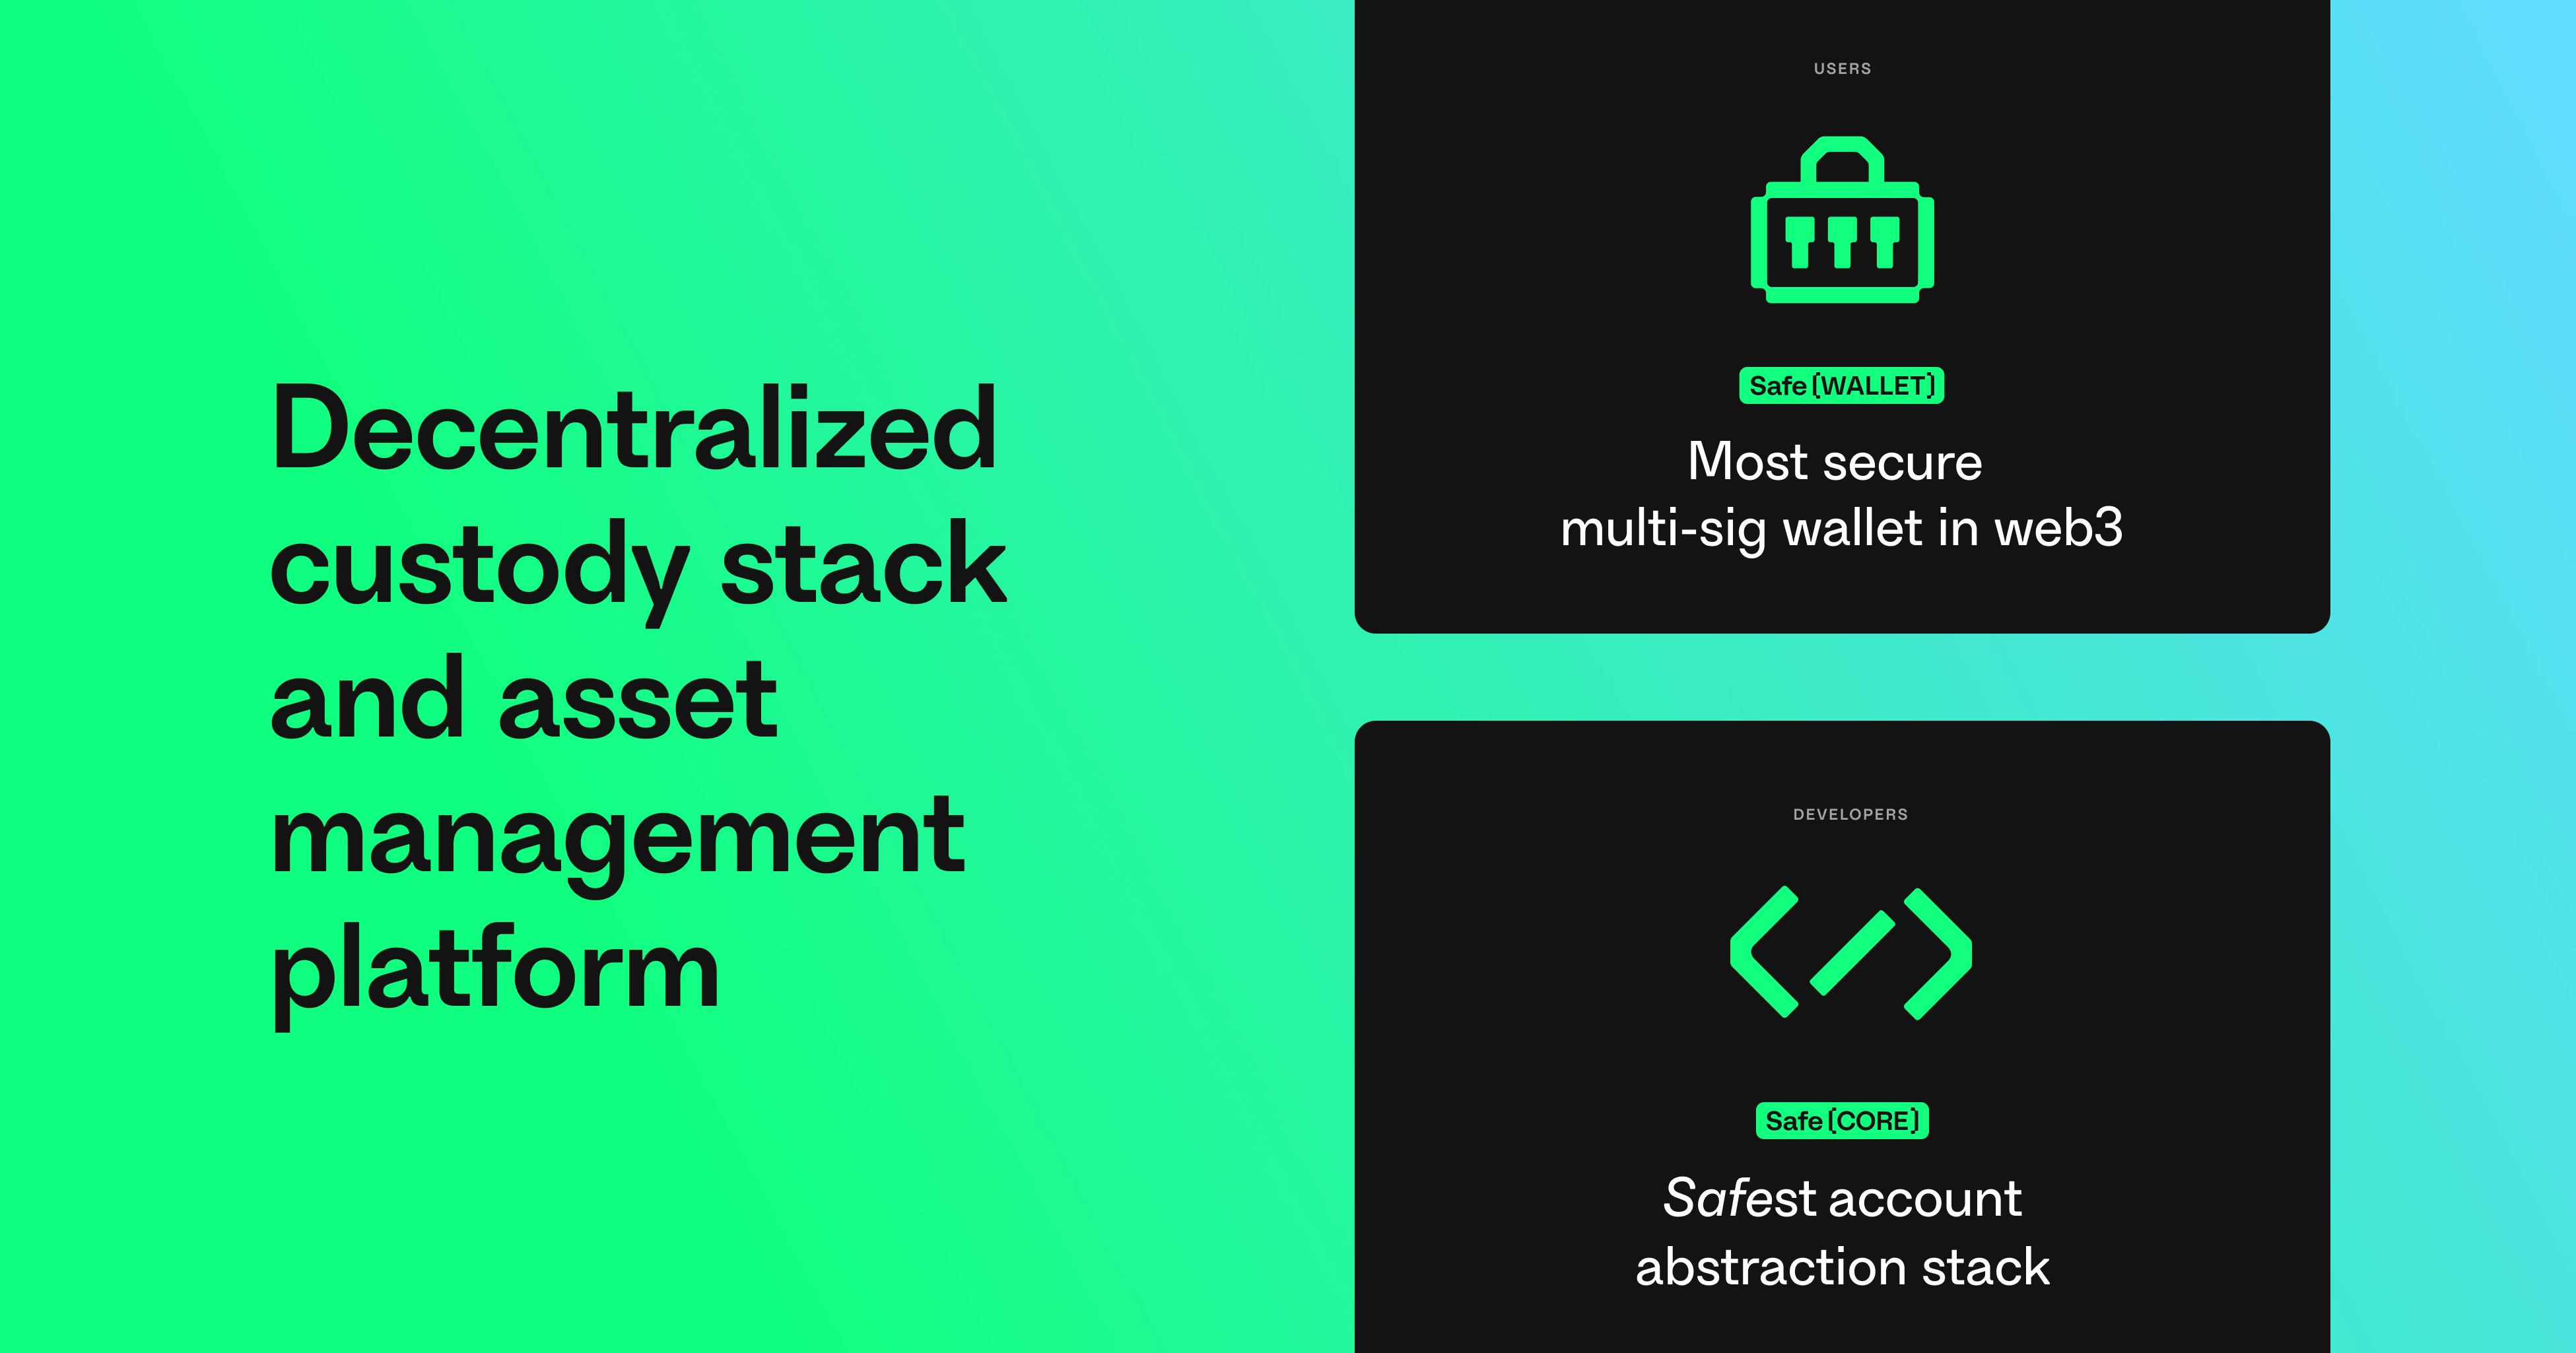 Decentralized
custody stack
and asset
management
platform
USERS
Safe{WALLET}
Most secure
multi-sig wallet in web3
DEVELOPERS
Safe{CORE}
Safest account
abstraction stack